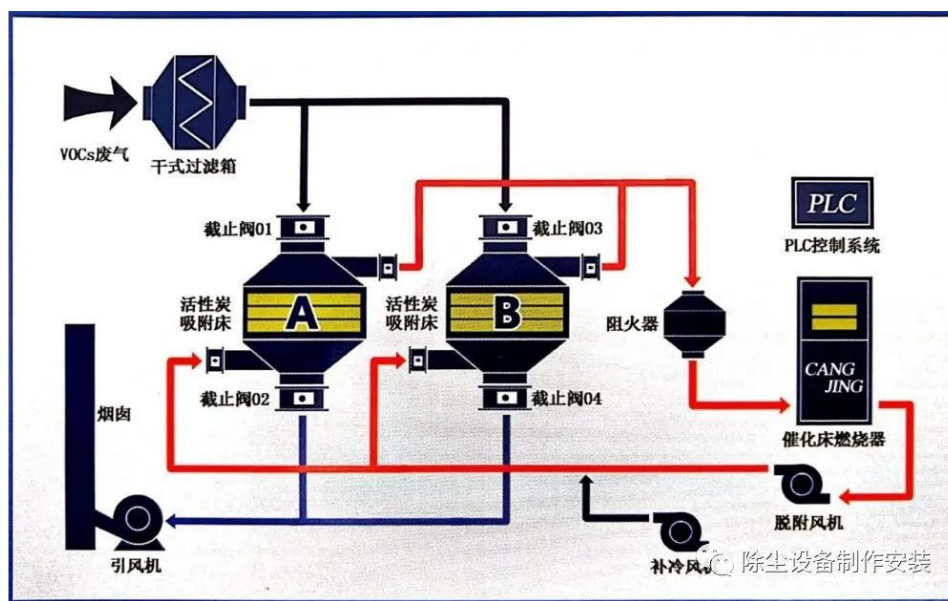 VOCs废气
干式过滤箱
截止阀01
截止阀03
PLC
PLC控制系统
活性炭
吸附床
A
活性炭
吸附床
B
阻火器
CANG
JING
催化床燃烧器
截止阀02
截止阀04
烟囱
脱附风机
引风机
补冷风机
除尘设备制作安装